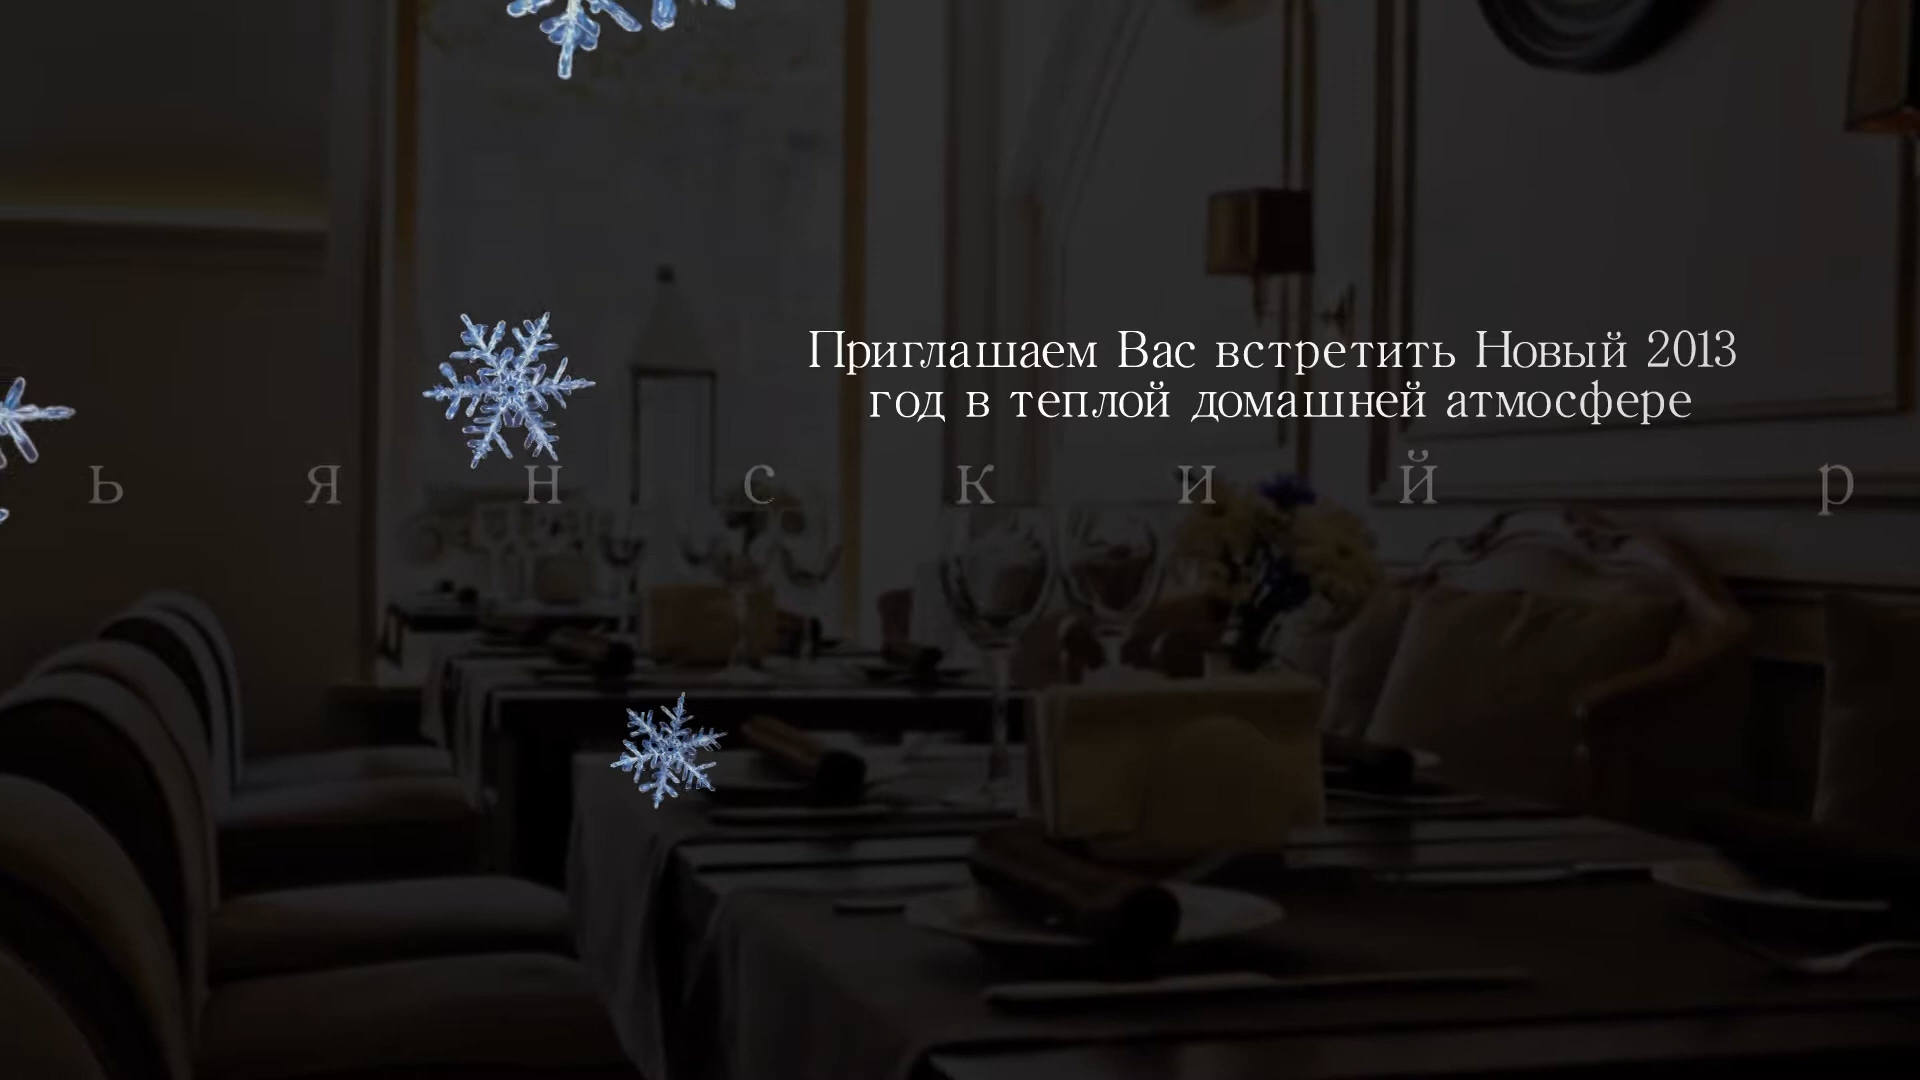 Приглашаем Вас встретить Новый 2013
год в теплой домашней атмосфере
ь я н с к и й р